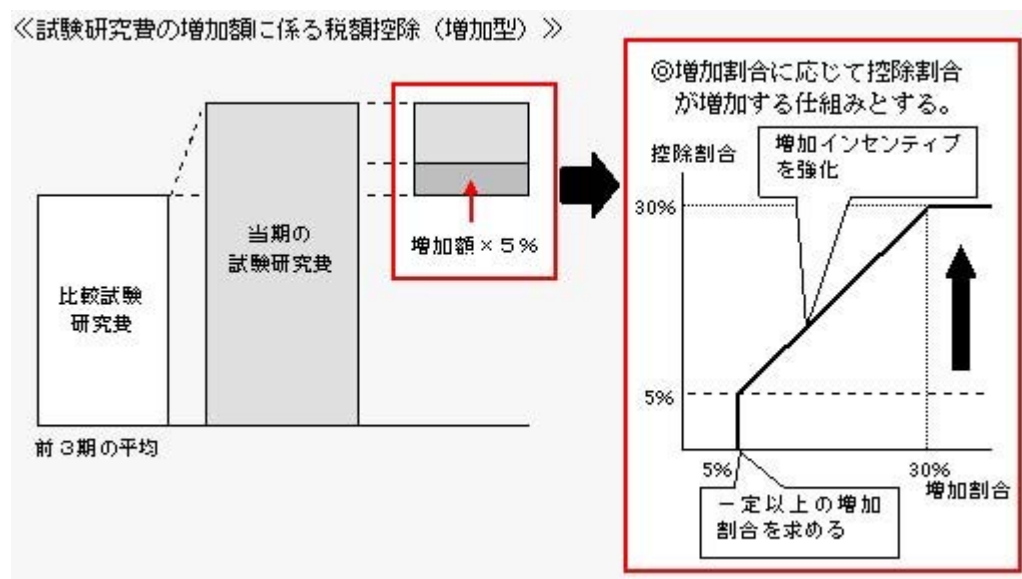 ≪試験研究費の増加額に係る税額控除（増加型）≫
比較試験
研究費
前３期の平均
当期の
試験研究費
増加額×５％
◎増加割合に応じて控除割合
が増加する仕組みとする。
控除割合
増加インセンティブ
を強化
30%
5%
5%
30%
増加割合
一定以上の増加
割合を求める